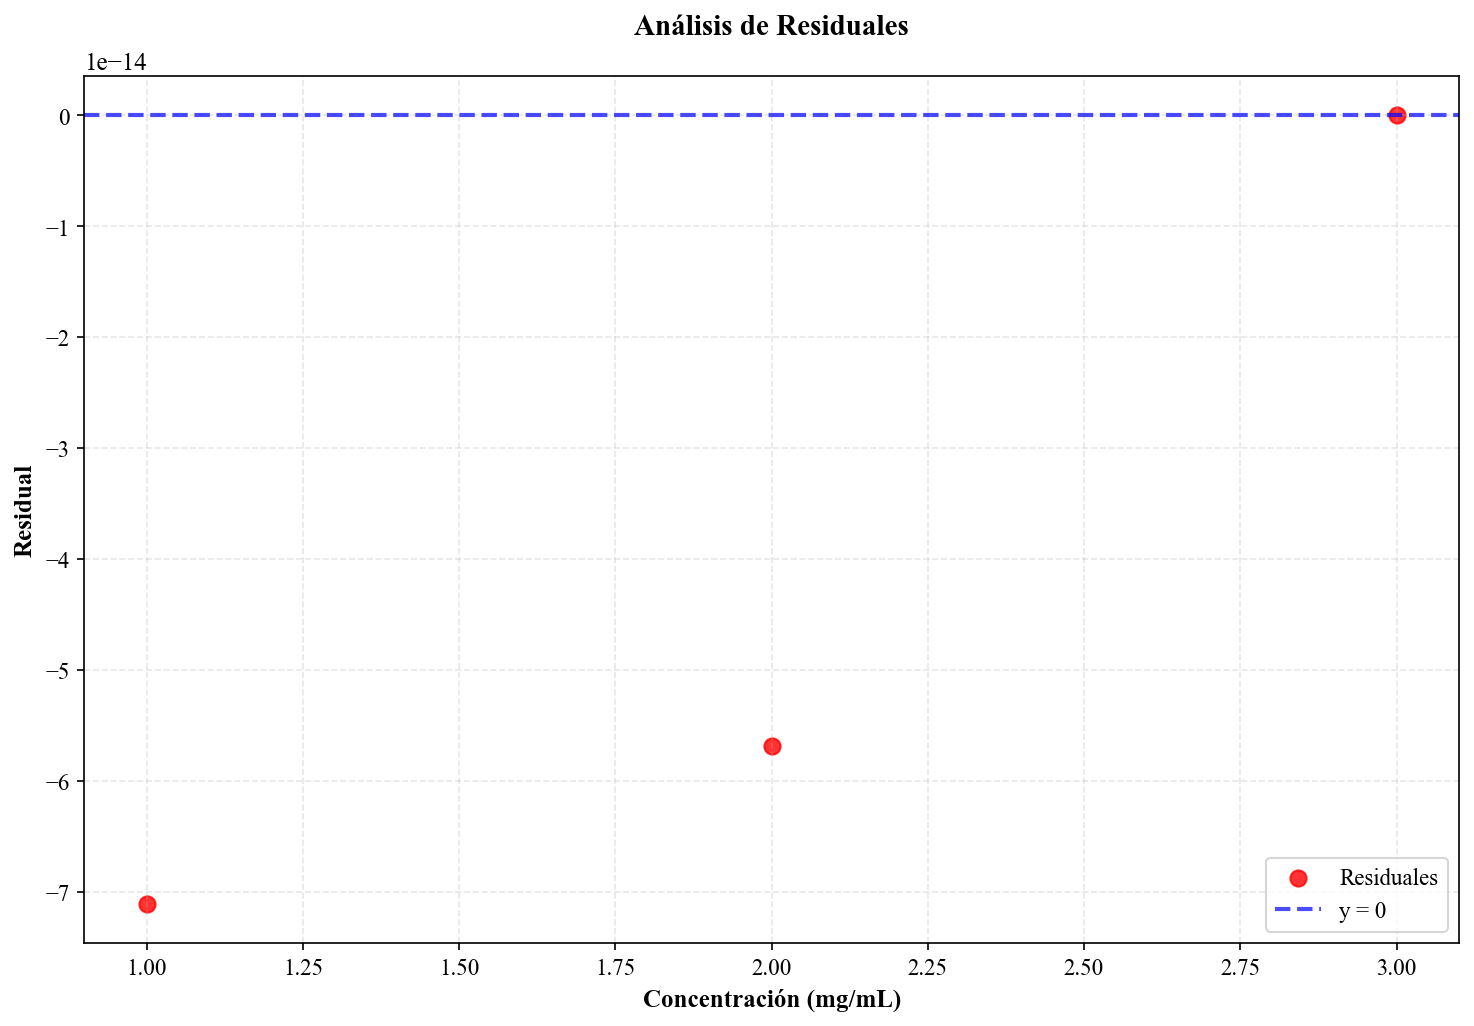 Análisis de Residuales
1e−14
0
−1
−2
−3
−4
−5
−6
−7
Residual
1.00 1.25 1.50 1.75 2.00 2.25 2.50 2.75 3.00
Concentración (mg/mL)
Residuales
y = 0